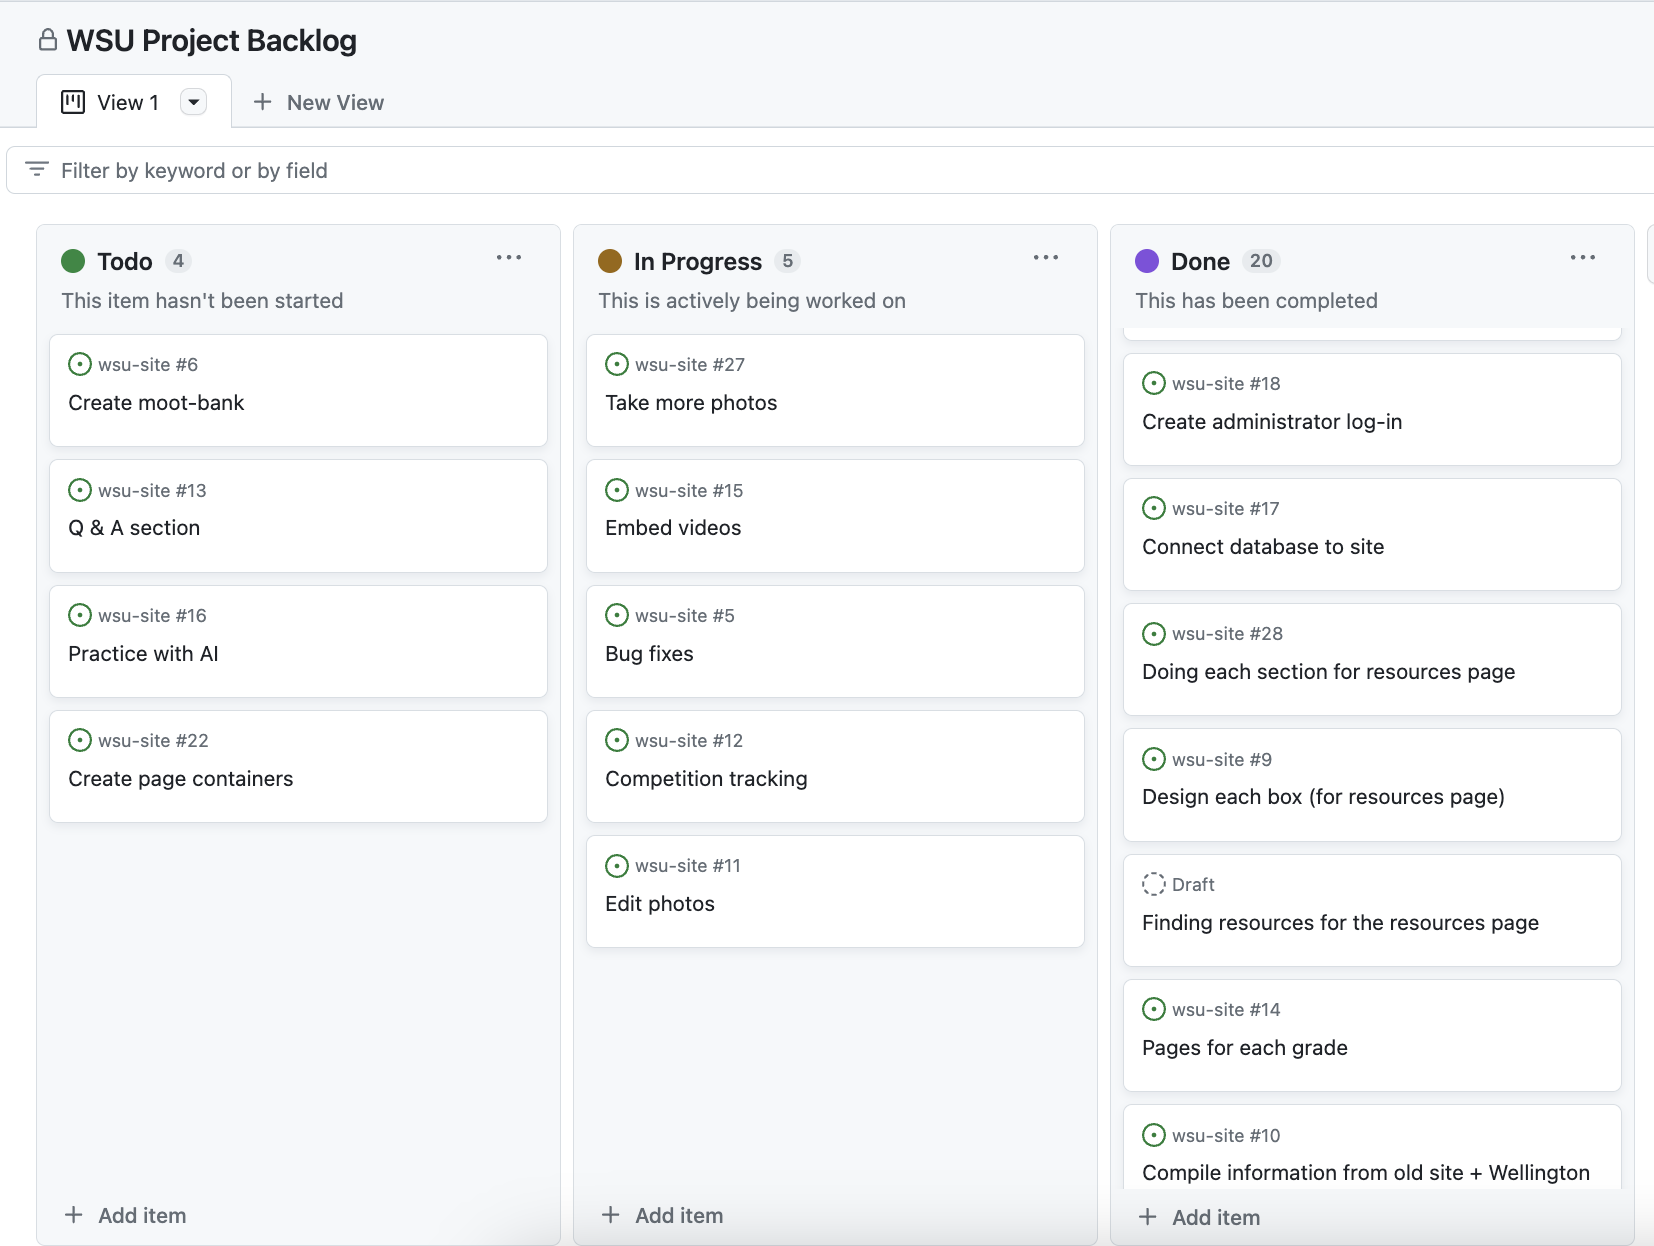 WSU Project Backlog
View 1
New View
Filter by keyword or by field
Todo 4
This item hasn't been started
wsu-site #6
Create moot-bank
wsu-site #13
Q & A section
wsu-site #16
Practice with AI
wsu-site #22
Create page containers
Add item
In Progress 5
This is actively being worked on
wsu-site #27
Take more photos
wsu-site #15
Embed videos
wsu-site #5
Bug fixes
wsu-site #12
Competition tracking
wsu-site #11
Edit photos
Add item
Done 20
This has been completed
wsu-site #18
Create administrator log-in
wsu-site #17
Connect database to site
wsu-site #28
Doing each section for resources page
wsu-site #9
Design each box (for resources page)
Draft
Finding resources for the resources page
wsu-site #14
Pages for each grade
wsu-site #10
Compile information from old site + Wellington
Add item